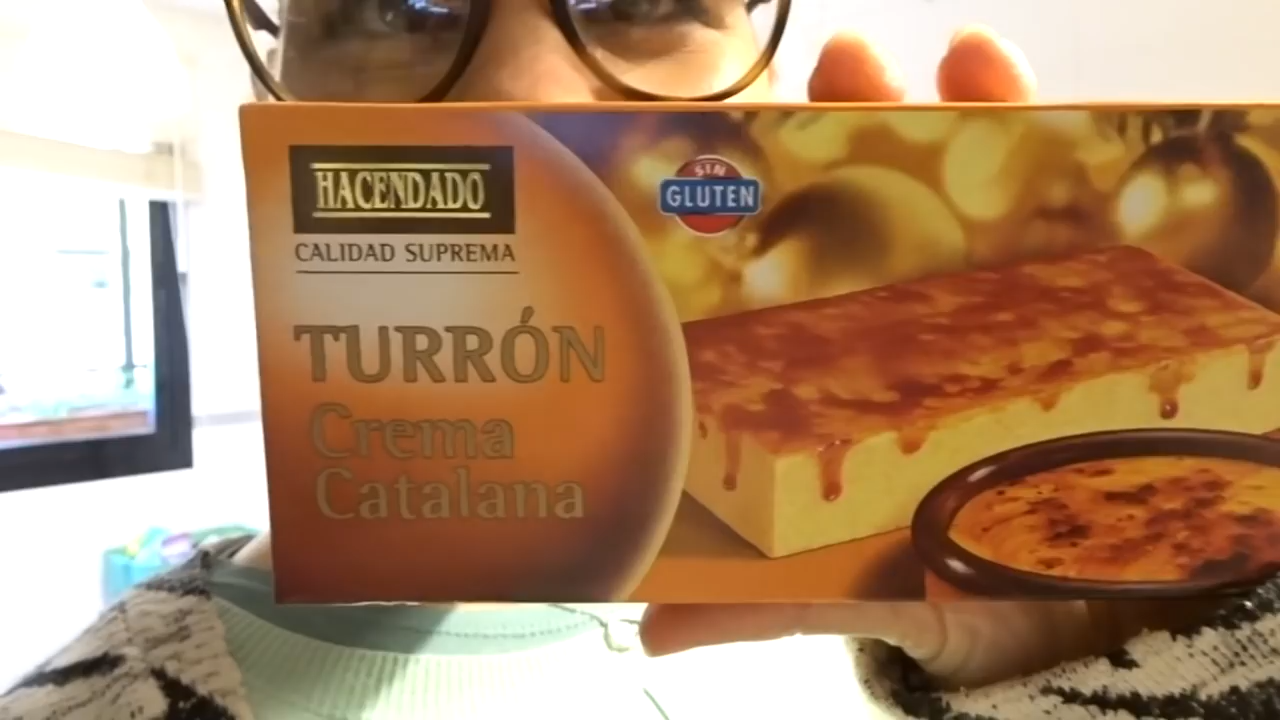 HACENDADO
CALIDAD SUPREMA
TURRÓN
Crema
Catalana
SIN
GLUTEN